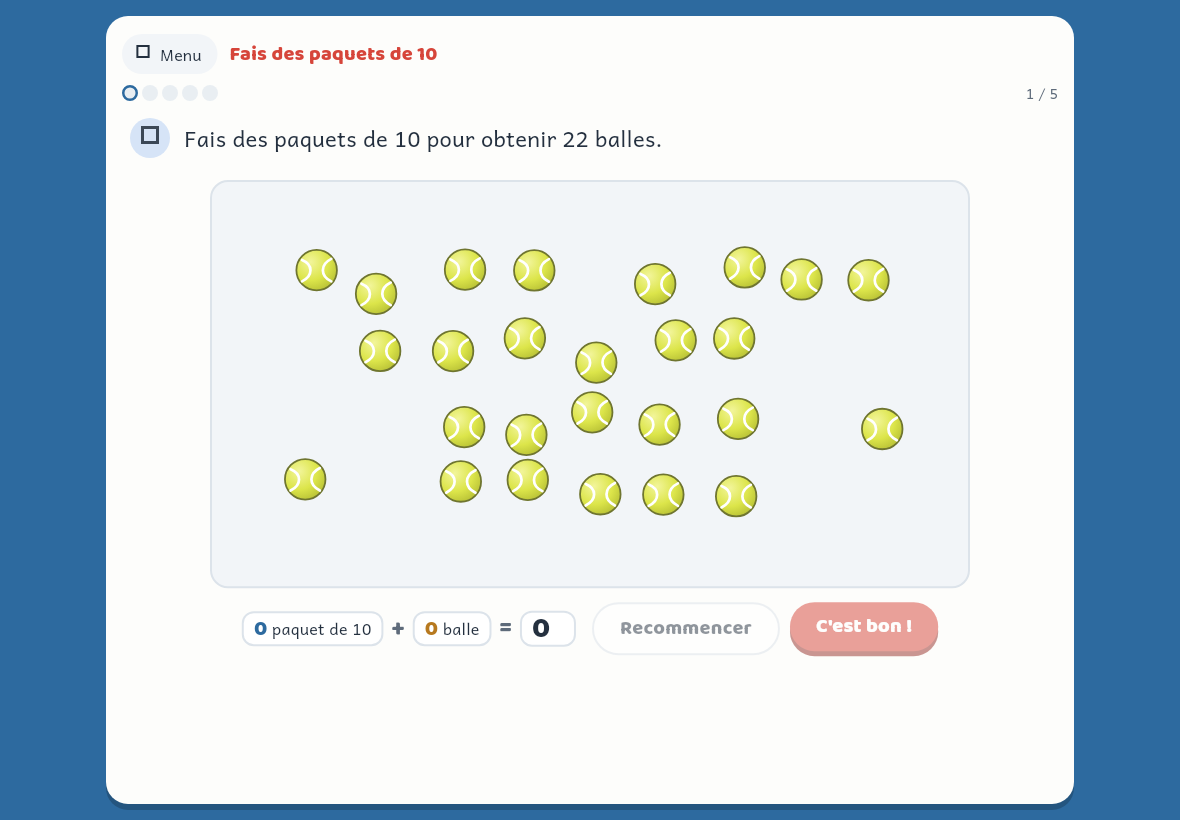 Menu
Fais des paquets de 10
1 / 5
Fais des paquets de 10 pour obtenir 22 balles.
0 paquet de 10 + 0 balle = 0
Recommencer
C'est bon !